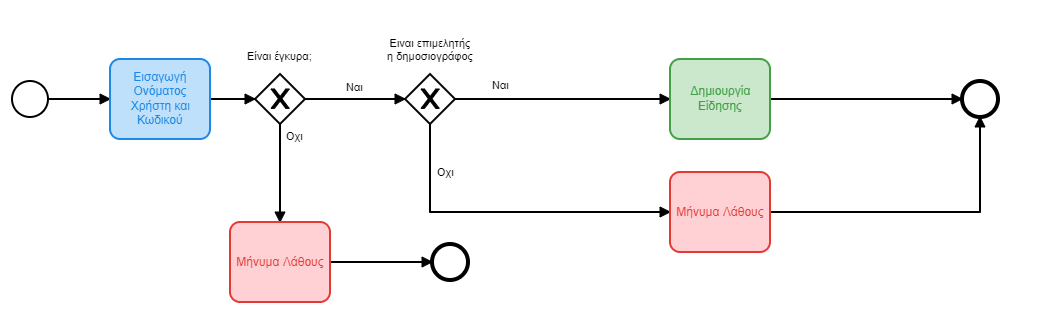 Είναι έγκυρα;
Ειναι επιμελητής
η δημοσιογράφος
Εισαγωγή
Ονόματος
Χρήστη και
Κωδικού
Ναι
Ναι
Δημιουργία
Είδησης
Οχι
Οχι
Μήνυμα Λάθους
Μήνυμα Λάθους